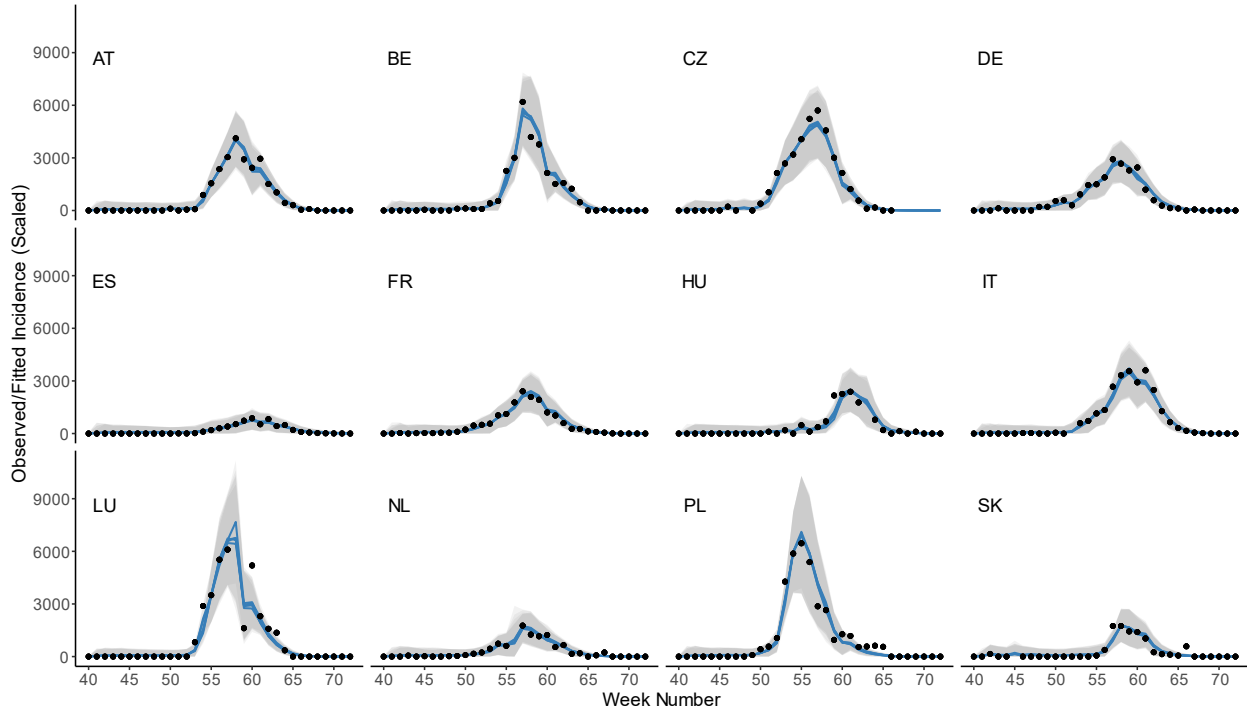 Observed/Fitted Incidence (Scaled)
9000
6000
3000
0
AT
BE
CZ
DE
9000
6000
3000
0
ES
FR
HU
IT
9000
6000
3000
0
LU
NL
PL
SK
40 45 50 55 60 65 70
40 45 50 55 60 65 70
40 45 50 55 60 65 70
40 45 50 55 60 65 70
Week Number